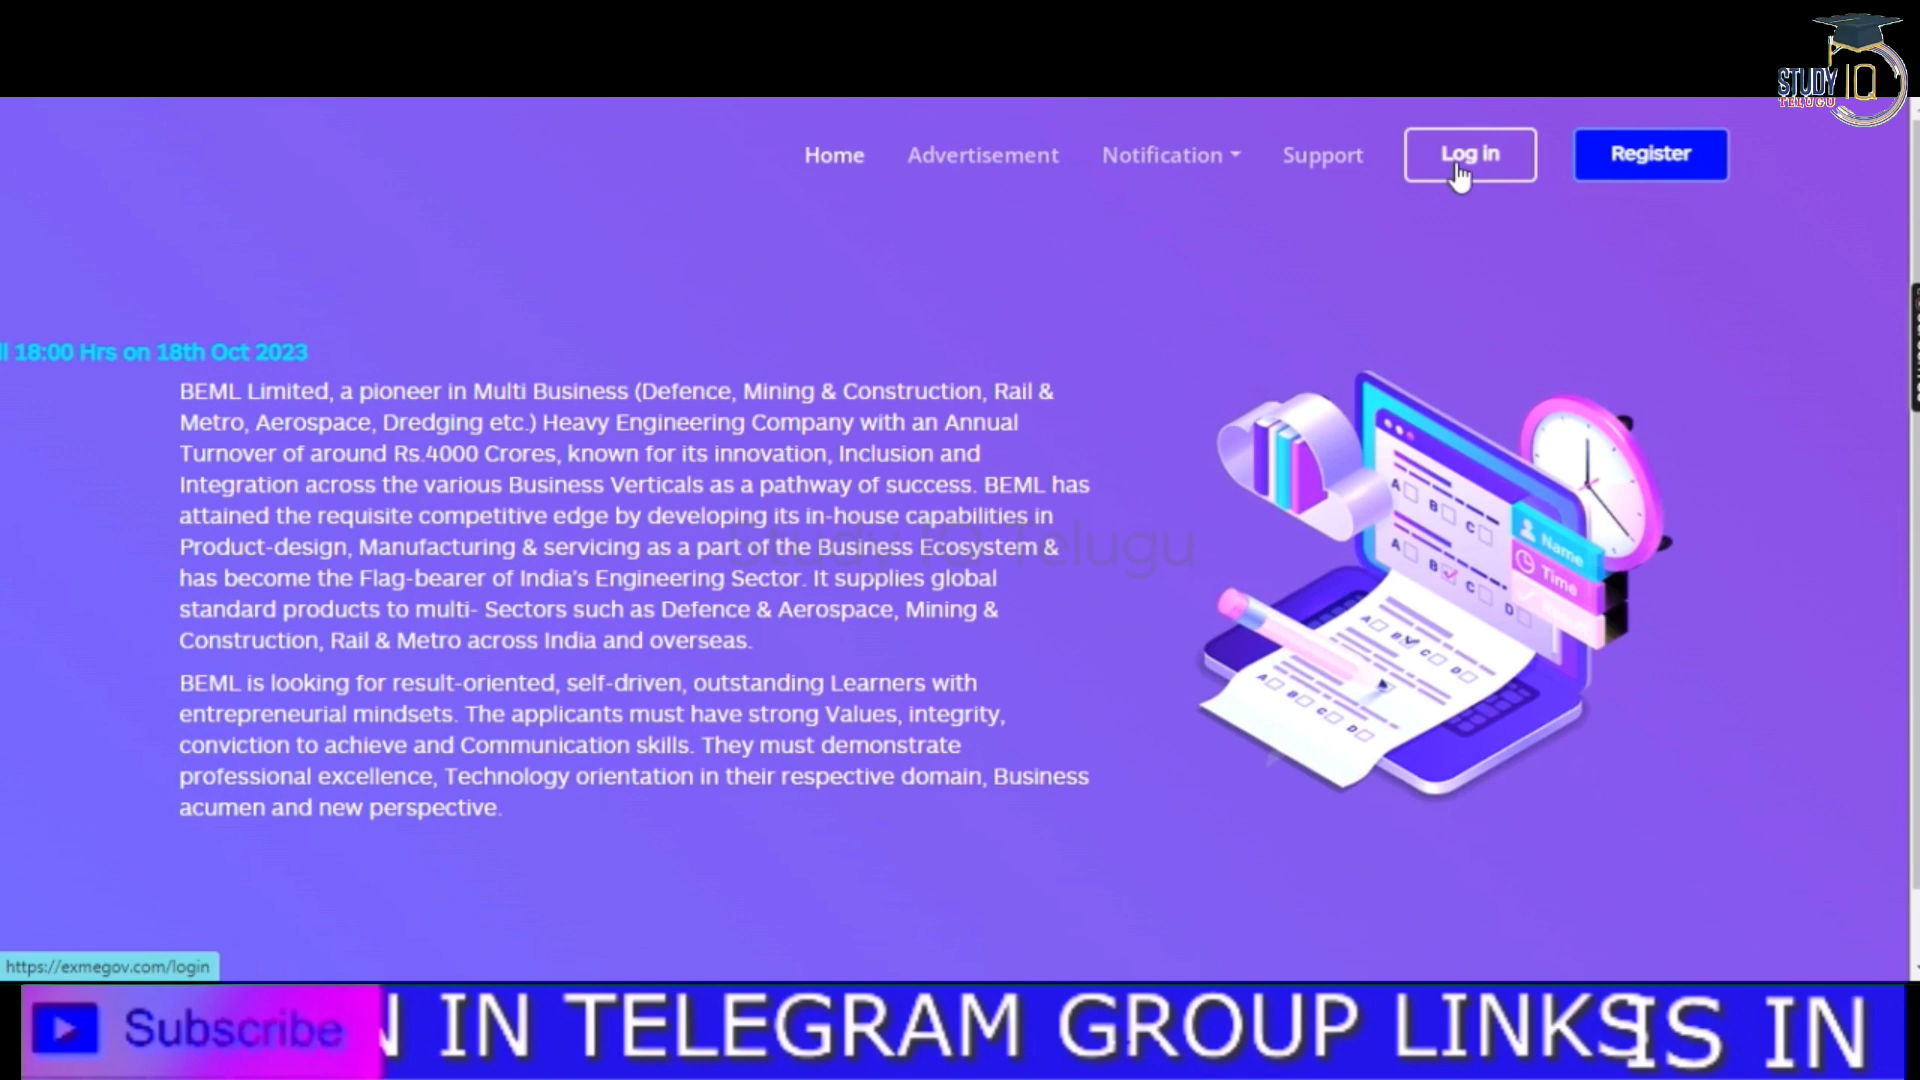 STUDY IQ
TELUGU
Home Advertisement Notification Support Log in Register
18:00 Hrs on 18th Oct 2023
BEML Limited, a pioneer in Multi Business (Defence, Mining & Construction, Rail &
Metro, Aerospace, Dredging etc.) Heavy Engineering Company with an Annual
Turnover of around Rs.4000 Crores, known for its innovation, Inclusion and
Integration across the various Business Verticals as a pathway of success. BEML has
attained the requisite competitive edge by developing its in-house capabilities in
Product-design, Manufacturing & servicing as a part of the Business Ecosystem &
has become the Flag-bearer of India's Engineering Sector. It supplies global
standard products to multi- Sectors such as Defence & Aerospace, Mining &
Construction, Rail & Metro across India and overseas.
BEML is looking for result-oriented, self-driven, outstanding Learners with
entrepreneurial mindsets. The applicants must have strong Values, integrity,
conviction to achieve and Communication skills. They must demonstrate
professional excellence, Technology orientation in their respective domain, Business
acumen and new perspective.
Study IQ Telugu
A B C
A B C D
Name
Time
A B C D
A B C D
https://exmegov.com/login
Subscribe
IN TELEGRAM GROUP LINKS IS IN